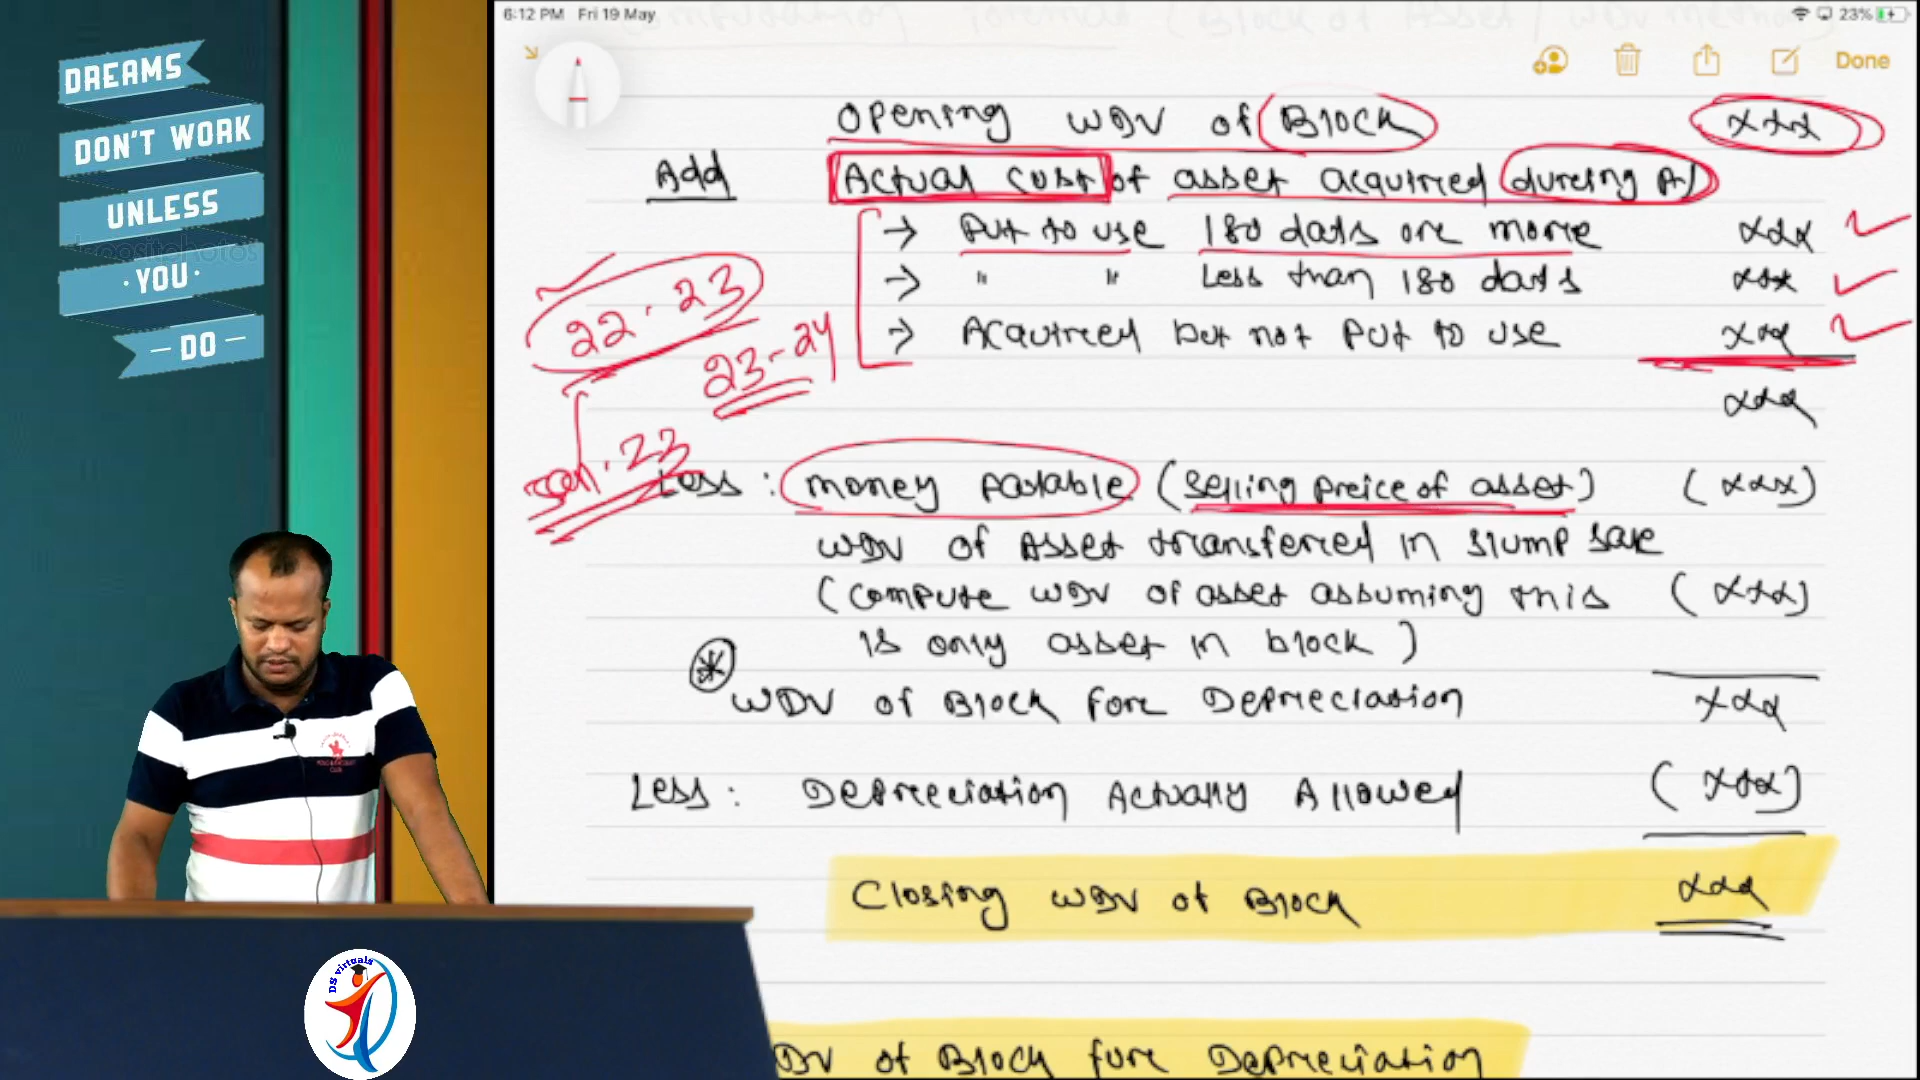 6:12 PM Fri 19 May
23%
Done
DREAMS
DON'T WORK
UNLESS
· YOU ·
— DO —
Opening WDV of Block xxx
Add Actual cost of asset acquired during PY
→ Put to use 180 days or more xxx
→ " " Less than 180 days xxx
→ Acquired but not put to use xxx
22-23
23-24
xxx
Less : money payable (selling price of asset) (xxx)
WDV of Asset transferred in slump sale
(compute WDV of asset assuming this (xxx)
is only asset in block)
* WDV of Block for Depreciation xxx
Less : Depreciation Actually Allowed (xxx)
Closing WDV of Block xxx
DS virtuals
of Block for Depreciation